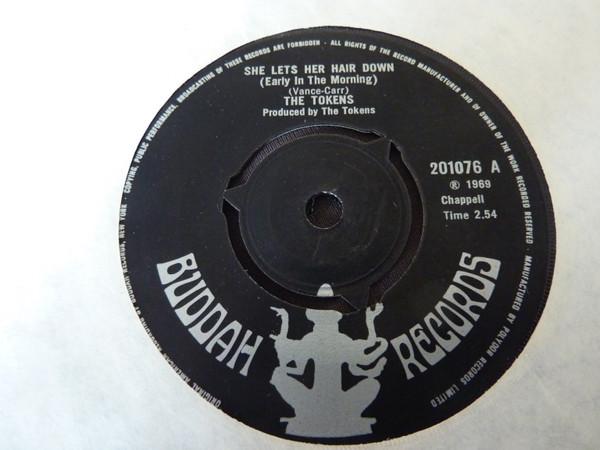 COPYING, PUBLIC PERFORMANCE, BROADCASTING OF THESE RECORDS ARE FORBIDDEN · ALL RIGHTS OF THE RECORD MANUFACTURER AND OF OWNER OF THE WORK RECORDED RESERVED · MANUFACTURED BY POLYDOR RECORDS LIMITED
SHE LETS HER HAIR DOWN
(Early In The Morning)
(Vance-Carr)
THE TOKENS
Produced by The Tokens
201076 A
℗ 1969
Chappell
Time 2.54
BUDDAH RECORDS
ORIGINAL AMERICAN RECORDING BY BUDDAH RECORDS, NEW YORK ·